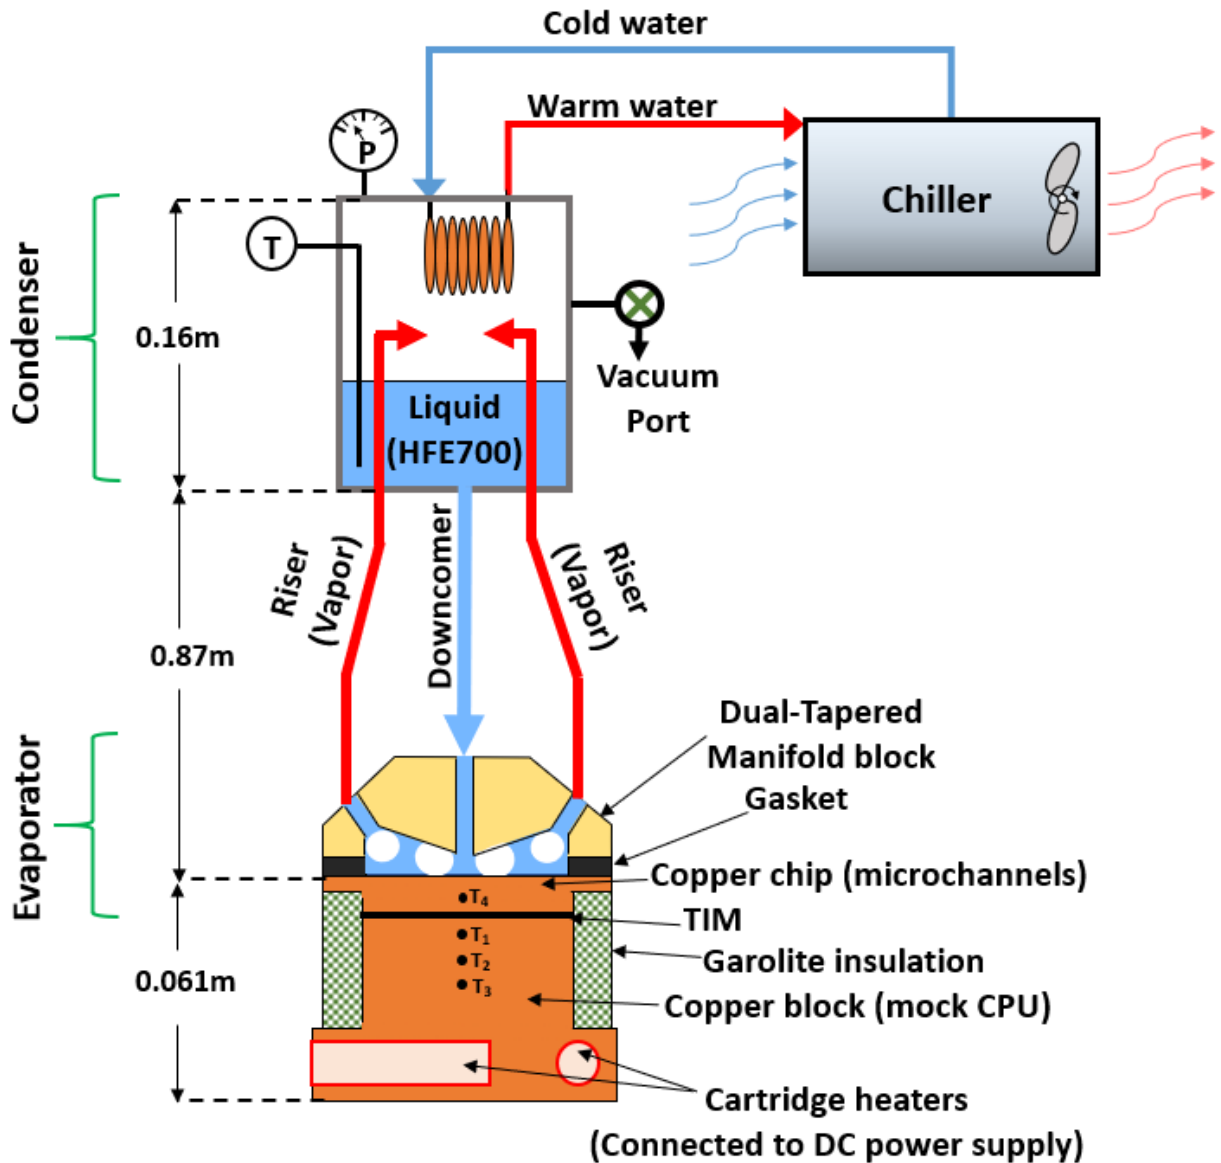 Cold water
Warm water
P
T
Chiller
Condenser
0.16m
Vacuum
Port
Liquid
(HFE700)
Riser
(Vapor)
Downcomer
Riser
(Vapor)
0.87m
Evaporator
Dual-Tapered
Manifold block
Gasket
Copper chip (microchannels)
T4
TIM
T1
T2
T3
Garolite insulation
0.061m
Copper block (mock CPU)
Cartridge heaters
(Connected to DC power supply)